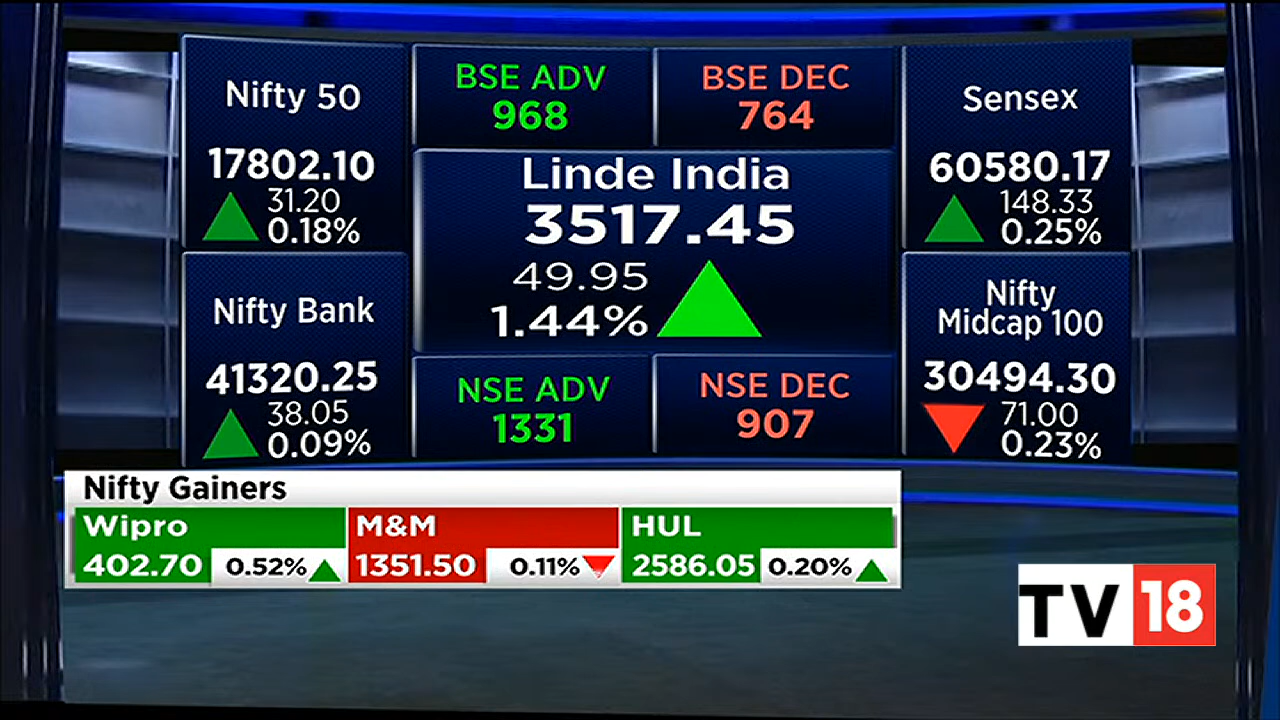 Nifty 50
17802.10
31.20
0.18%
BSE ADV
968
BSE DEC
764
Sensex
60580.17
148.33
0.25%
Linde India
3517.45
49.95
1.44%
Nifty Bank
41320.25
38.05
0.09%
NSE ADV
1331
NSE DEC
907
Nifty
Midcap 100
30494.30
71.00
0.23%
Nifty Gainers
Wipro
402.70 0.52%
M&M
1351.50 0.11%
HUL
2586.05 0.20%
TV18